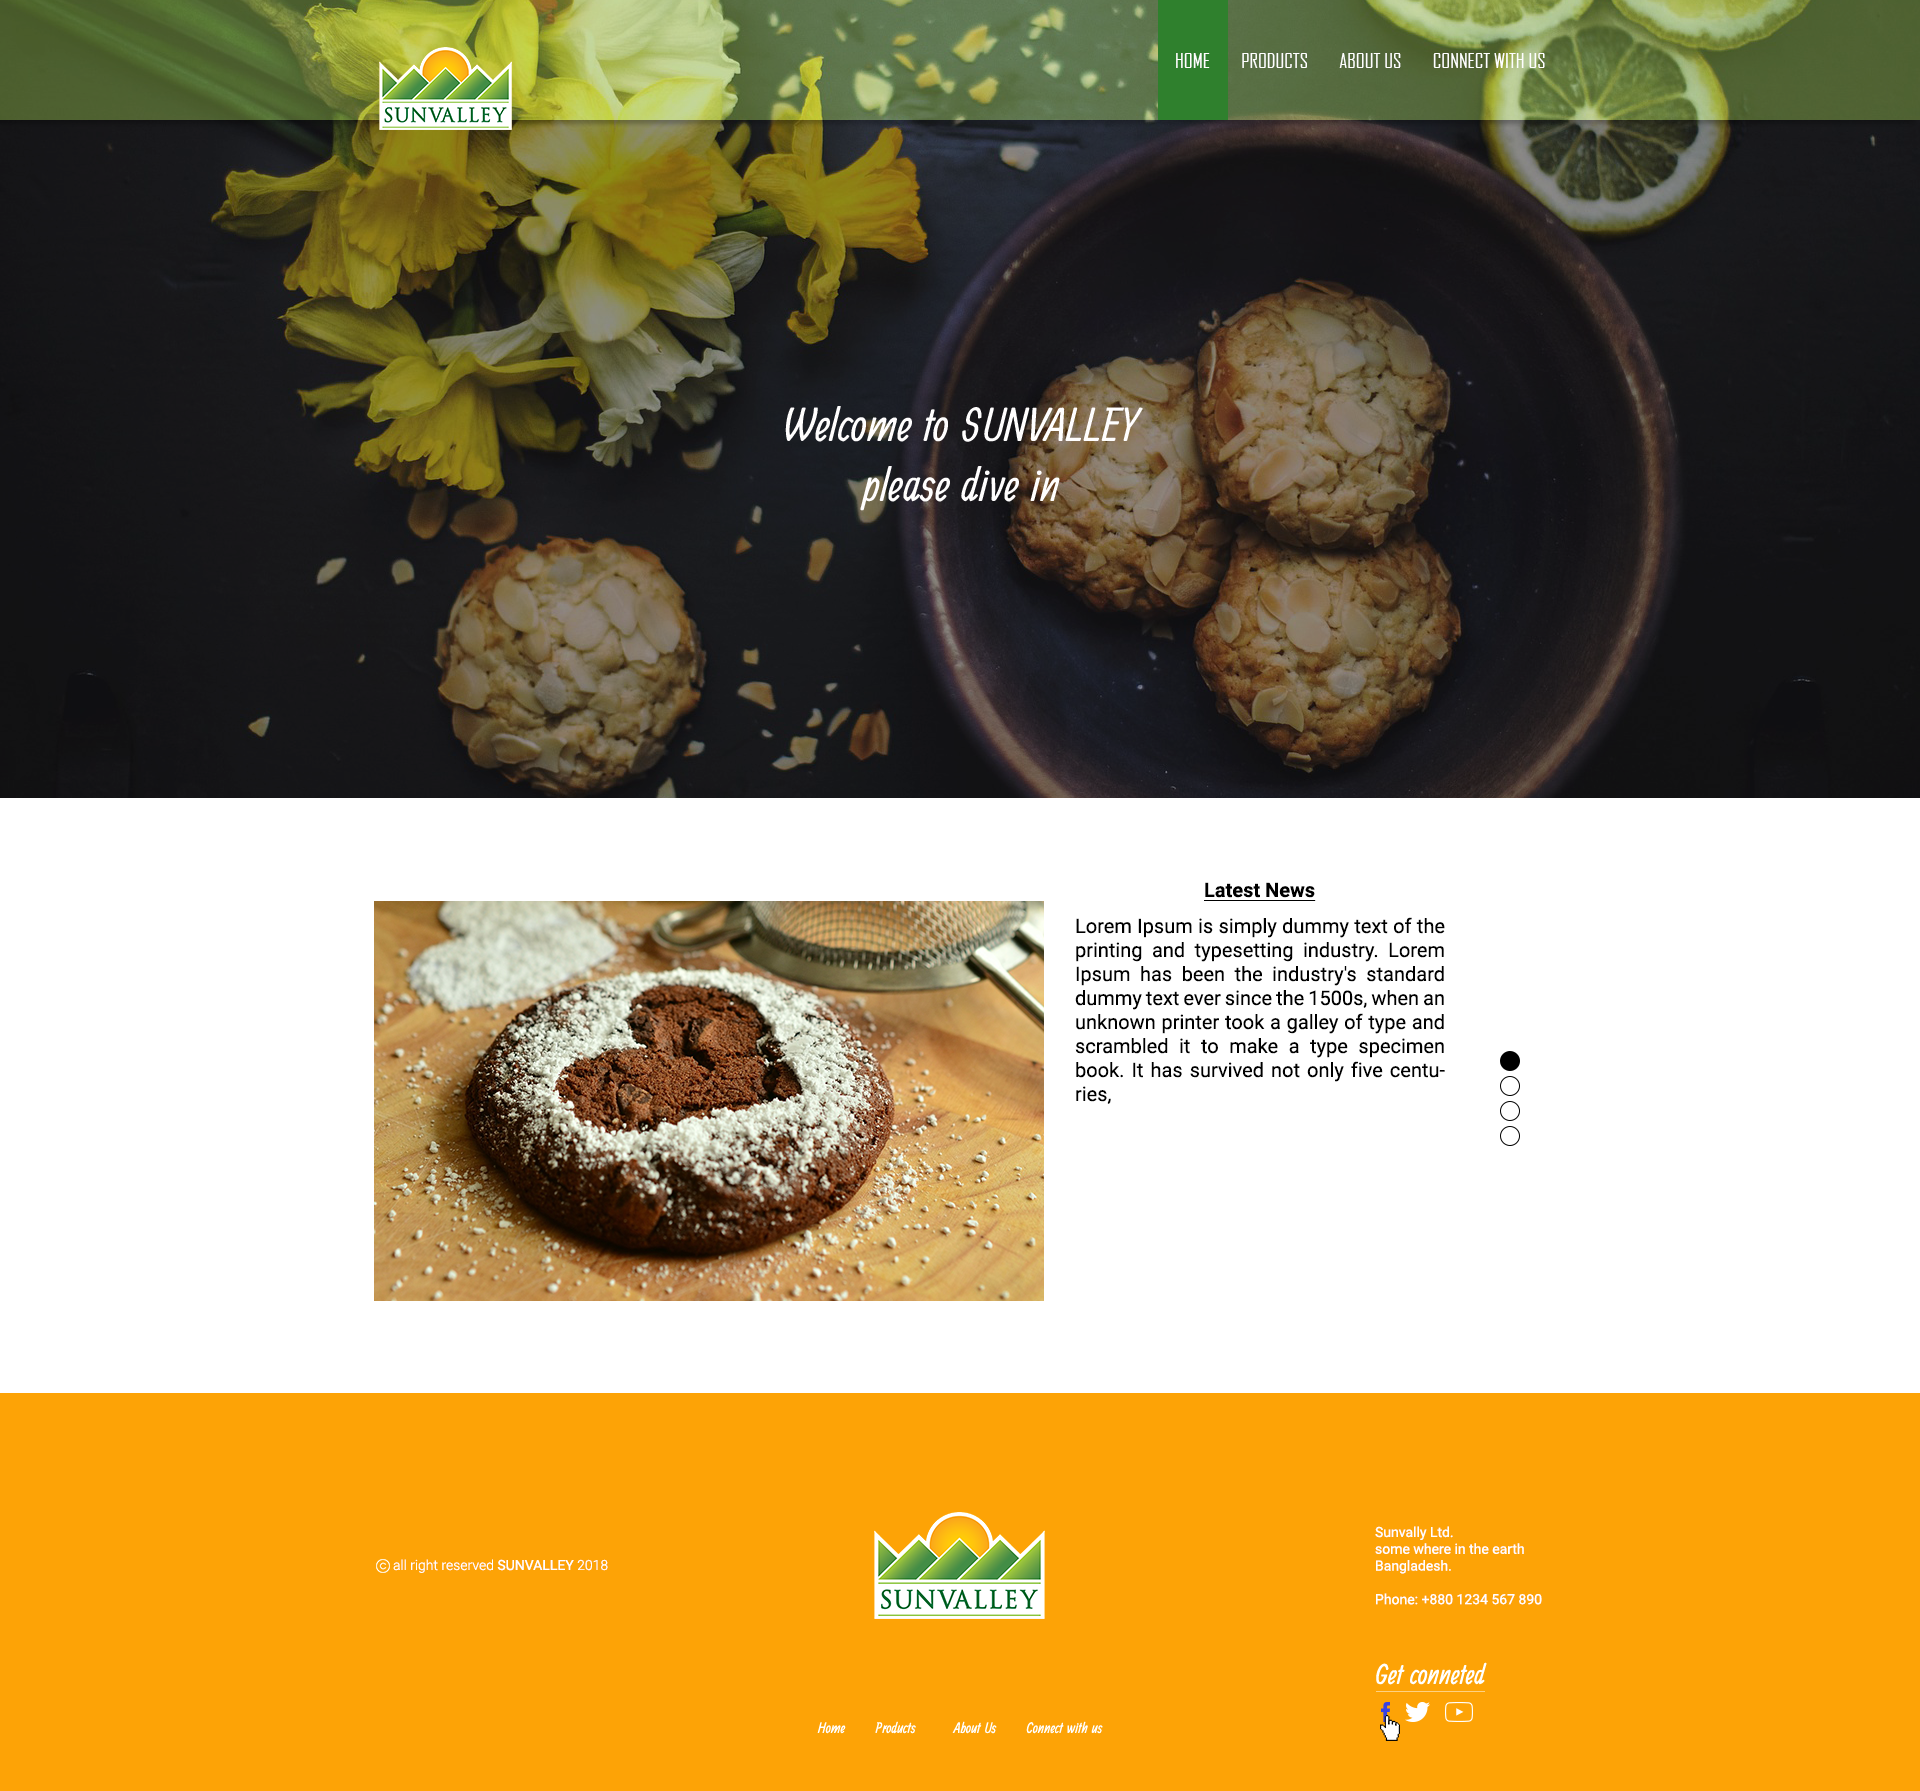 SUNVALLEY
HOME PRODUCTS ABOUT US CONNECT WITH US
Welcome to SUNVALLEY
please dive in
Latest News
Lorem Ipsum is simply dummy text of the
printing and typesetting industry. Lorem
Ipsum has been the industry's standard
dummy text ever since the 1500s, when an
unknown printer took a galley of type and
scrambled it to make a type specimen
book. It has survived not only five centu-
ries,
© all right reserved SUNVALLEY 2018
SUNVALLEY
Sunvally Ltd.
some where in the earth
Bangladesh.
Phone: +880 1234 567 890
Get conneted
Home Products About Us Connect with us